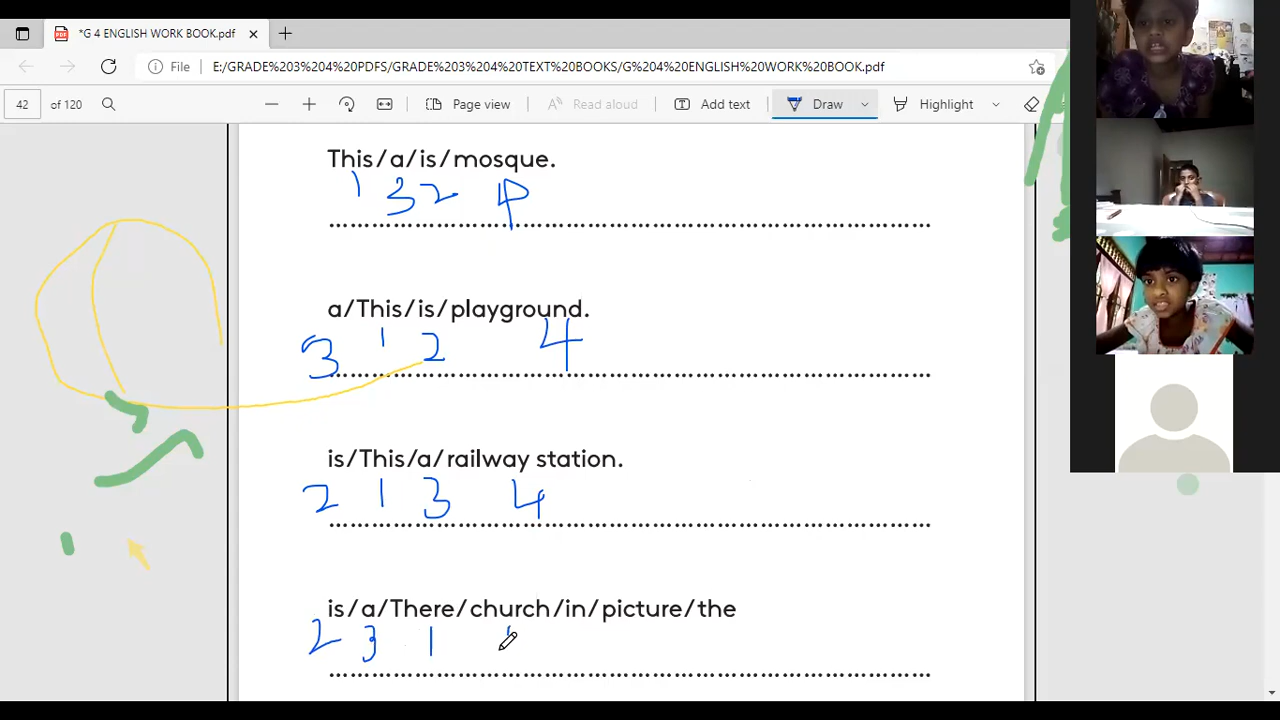 *G 4 ENGLISH WORK BOOK.pdf
File E:/GRADE%203%204%20PDFS/GRADE%203%204%20T%20BOOKS/G%204%20ENGLISH%20WORK%20BOOK.pdf
42 of 120 Page view Read aloud Add text Draw Highlight
This/a/is/mosque.
1 3 2 4
a/This/is/playground.
3 1 2 4
is/This/a/railway station.
2 1 3 4
is/a/There/church/in/picture/the
2 3 1